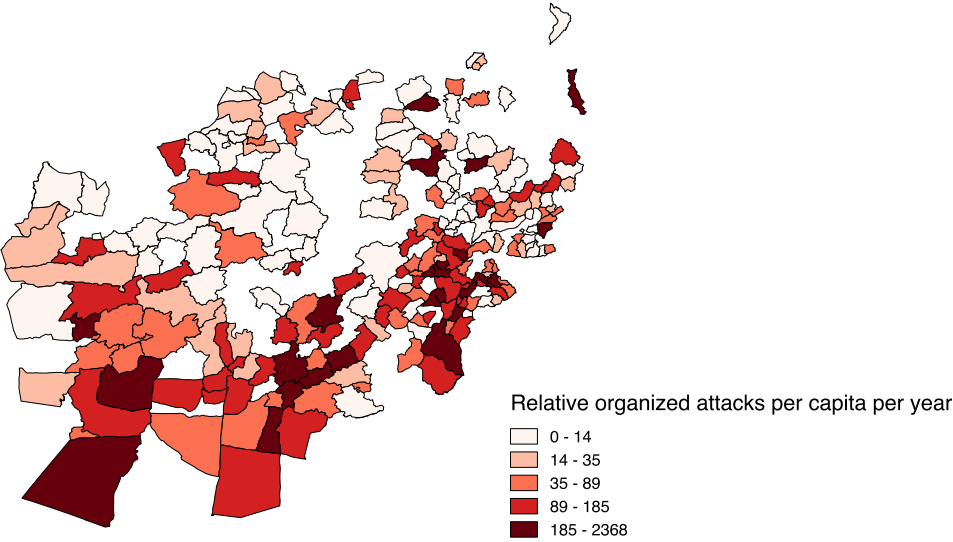 Relative organized attacks per capita per year
0 - 14
14 - 35
35 - 89
89 - 185
185 - 2368